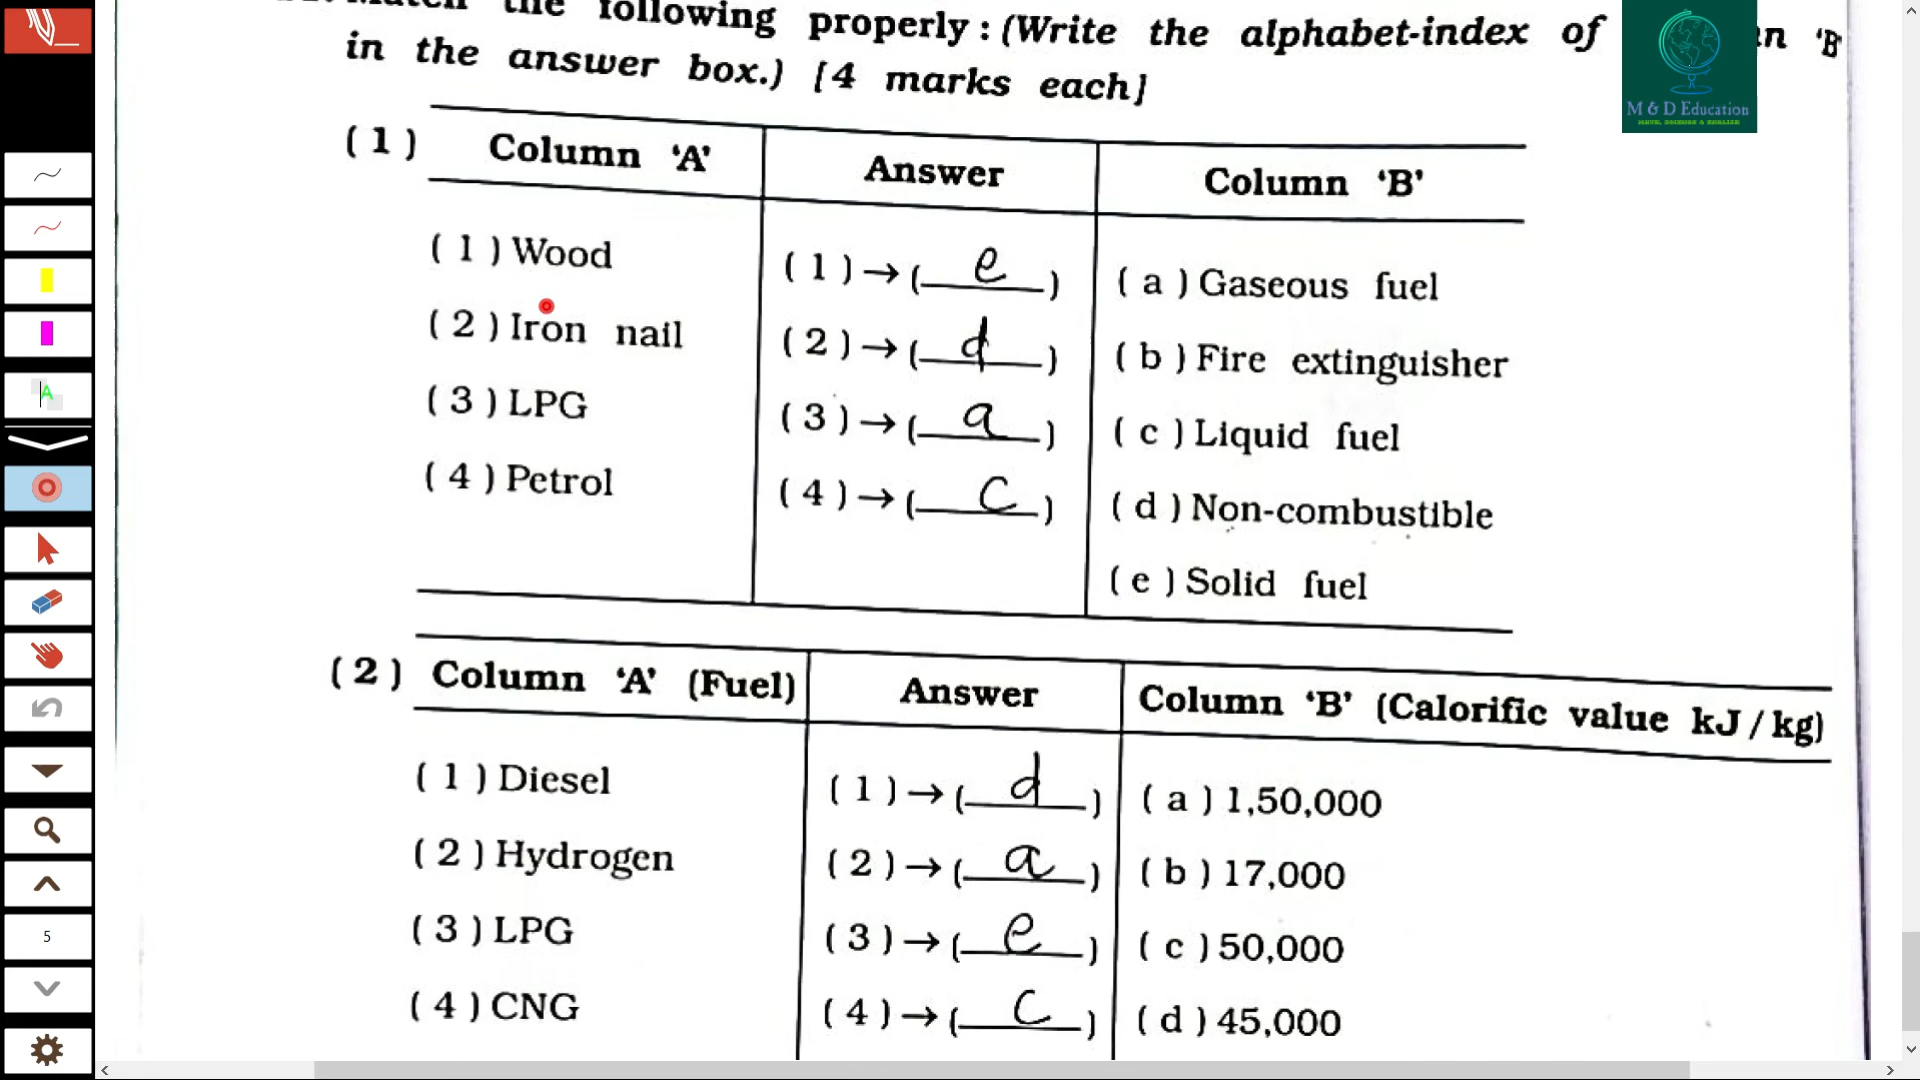 the following properly : (Write the alphabet-index of
in the answer box.) [4 marks each]
M & D Education
( 1 ) Column ‘A’ Answer Column ‘B’
( 1 ) Wood ( 1 ) → ( e ) ( a ) Gaseous fuel
( 2 ) Iron nail ( 2 ) → ( d ) ( b ) Fire extinguisher
( 3 ) LPG ( 3 ) → ( a ) ( c ) Liquid fuel
( 4 ) Petrol ( 4 ) → ( c ) ( d ) Non-combustible
( e ) Solid fuel
( 2 ) Column ‘A’ (Fuel) Answer Column ‘B’ (Calorific value kJ / kg)
( 1 ) Diesel ( 1 ) → ( d ) ( a ) 1,50,000
( 2 ) Hydrogen ( 2 ) → ( a ) ( b ) 17,000
( 3 ) LPG ( 3 ) → ( e ) ( c ) 50,000
( 4 ) CNG ( 4 ) → ( c ) ( d ) 45,000
A
5